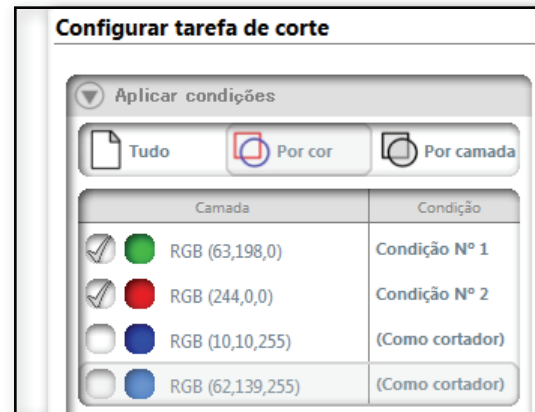 Configurar tarefa de corte
Aplicar condições
Tudo Por cor Por camada
Camada Condição
RGB (63,198,0) Condição Nº 1
RGB (244,0,0) Condição Nº 2
RGB (10,10,255) (Como cortador)
RGB (62,139,255) (Como cortador)